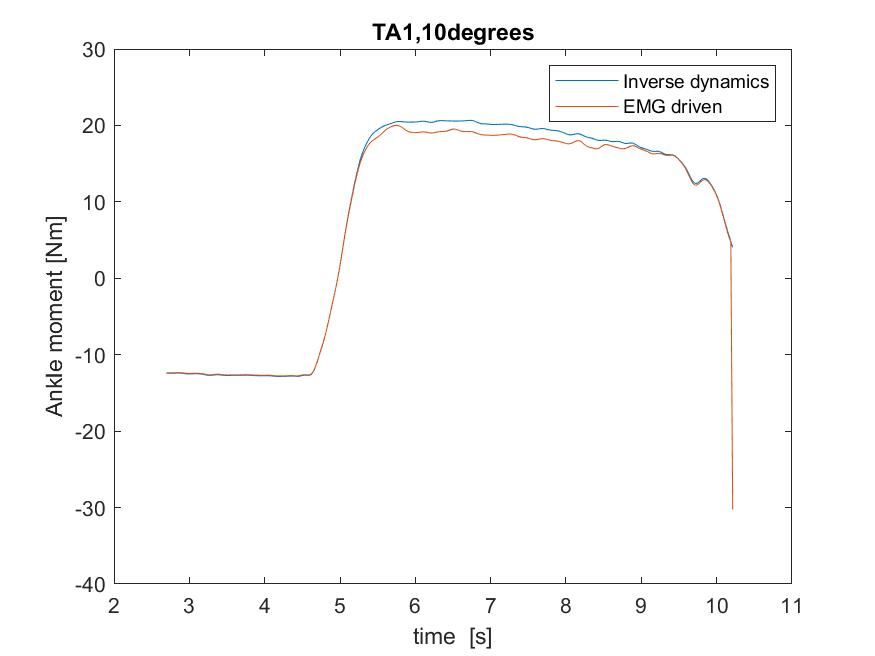 TA1,10degrees
30
20
10
0
-10
-20
-30
-40
Ankle moment [Nm]
Inverse dynamics
EMG driven
2 3 4 5 6 7 8 9 10 11
time [s]